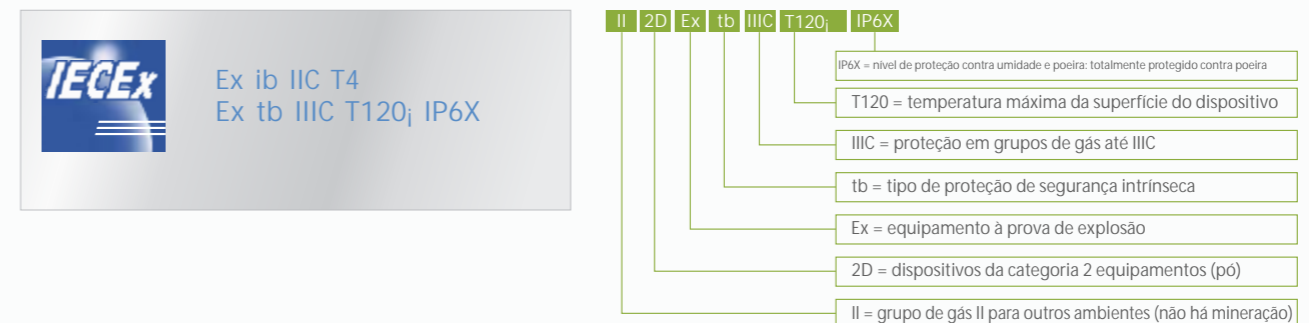 IECEx
Ex ib IIC T4
Ex tb IIIC T120¡ IP6X
II 2D Ex tb IIIC T120¡ IP6X
IP6X = nível de proteção contra umidade e poeira: totalmente protegido contra poeira
T120 = temperatura máxima da superfície do dispositivo
IIIC = proteção em grupos de gás até IIIC
tb = tipo de proteção de segurança intrínseca
Ex = equipamento à prova de explosão
2D = dispositivos da categoria 2 equipamentos (pó)
II = grupo de gás II para outros ambientes (não há mineração)